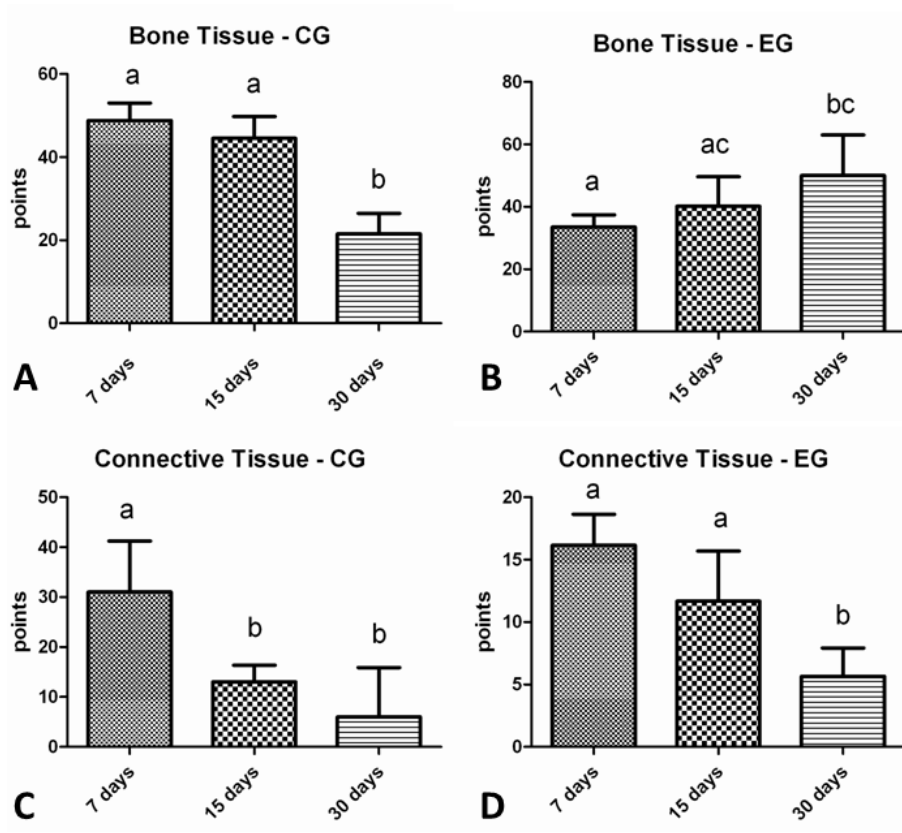 Bone Tissue - CG
60
40
20
0
points
a
a
b
7 days
15 days
30 days
A
Bone Tissue - EG
80
60
40
20
0
points
a
ac
bc
7 days
15 days
30 days
B
Connective Tissue - CG
50
40
30
20
10
0
points
a
b
b
7 days
15 days
30 days
C
Connective Tissue - EG
20
15
10
5
0
points
a
a
b
7 days
15 days
30 days
D